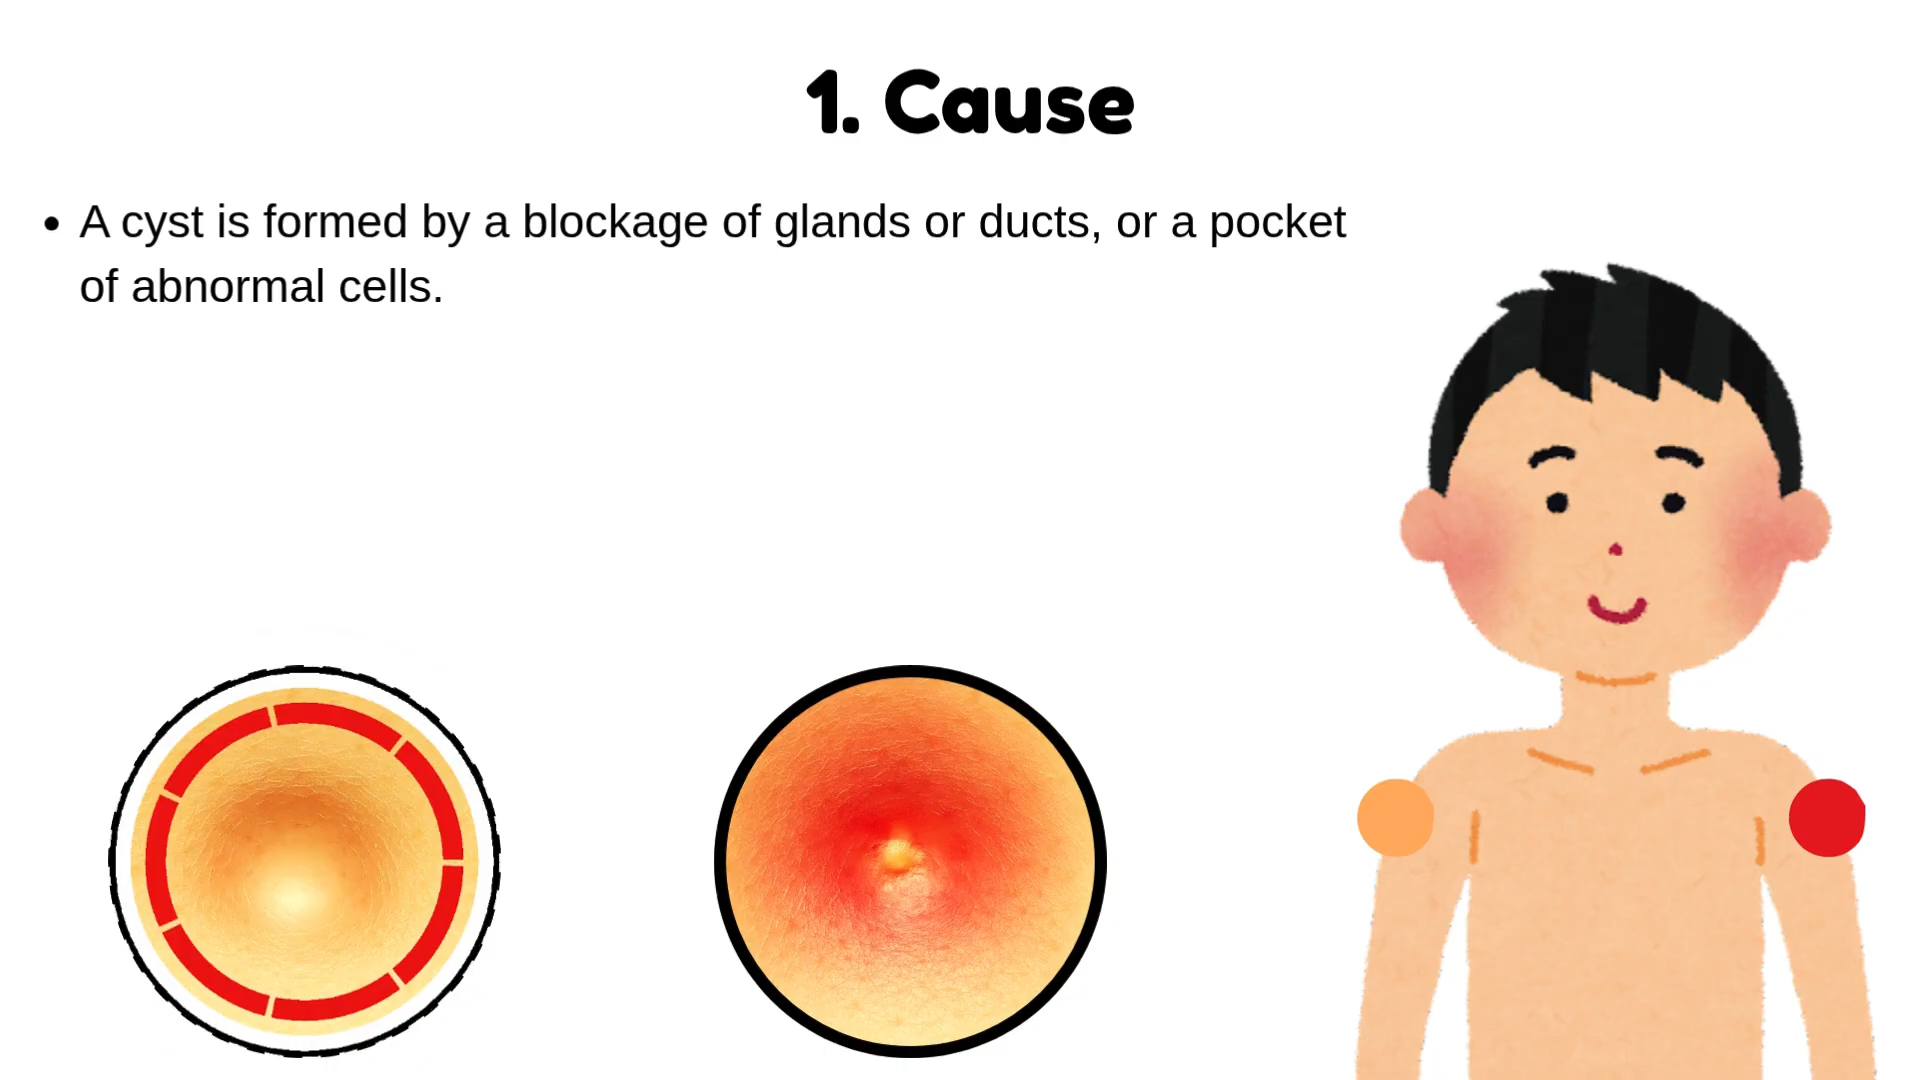 1. Cause
• A cyst is formed by a blockage of glands or ducts, or a pocket
of abnormal cells.